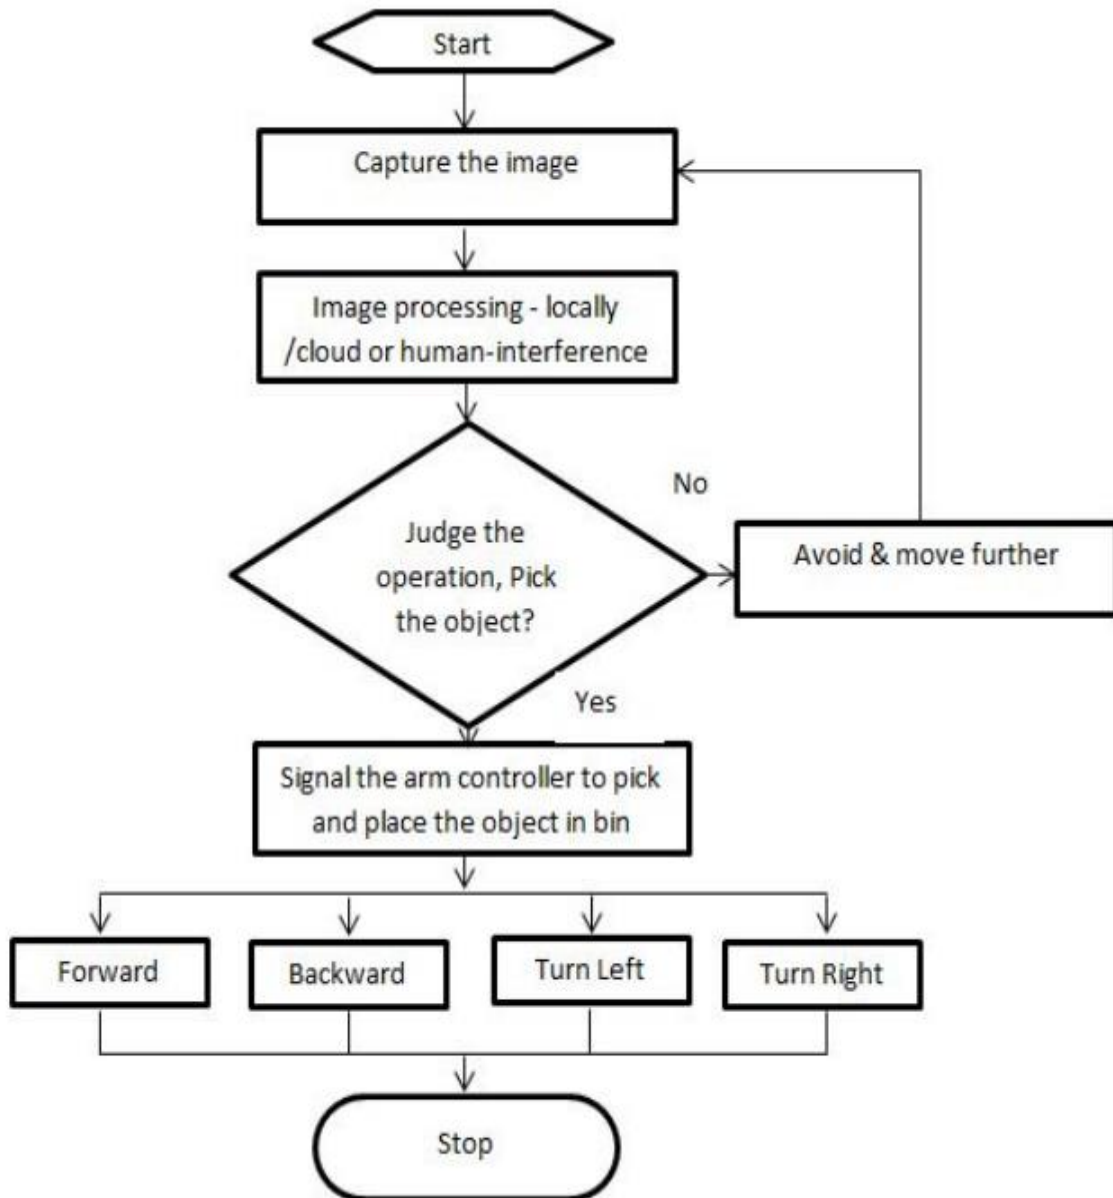 Start
Capture the image
Image processing - locally
/cloud or human-interference
No
Judge the
operation, Pick
the object?
Avoid & move further
Yes
Signal the arm controller to pick
and place the object in bin
Forward
Backward
Turn Left
Turn Right
Stop